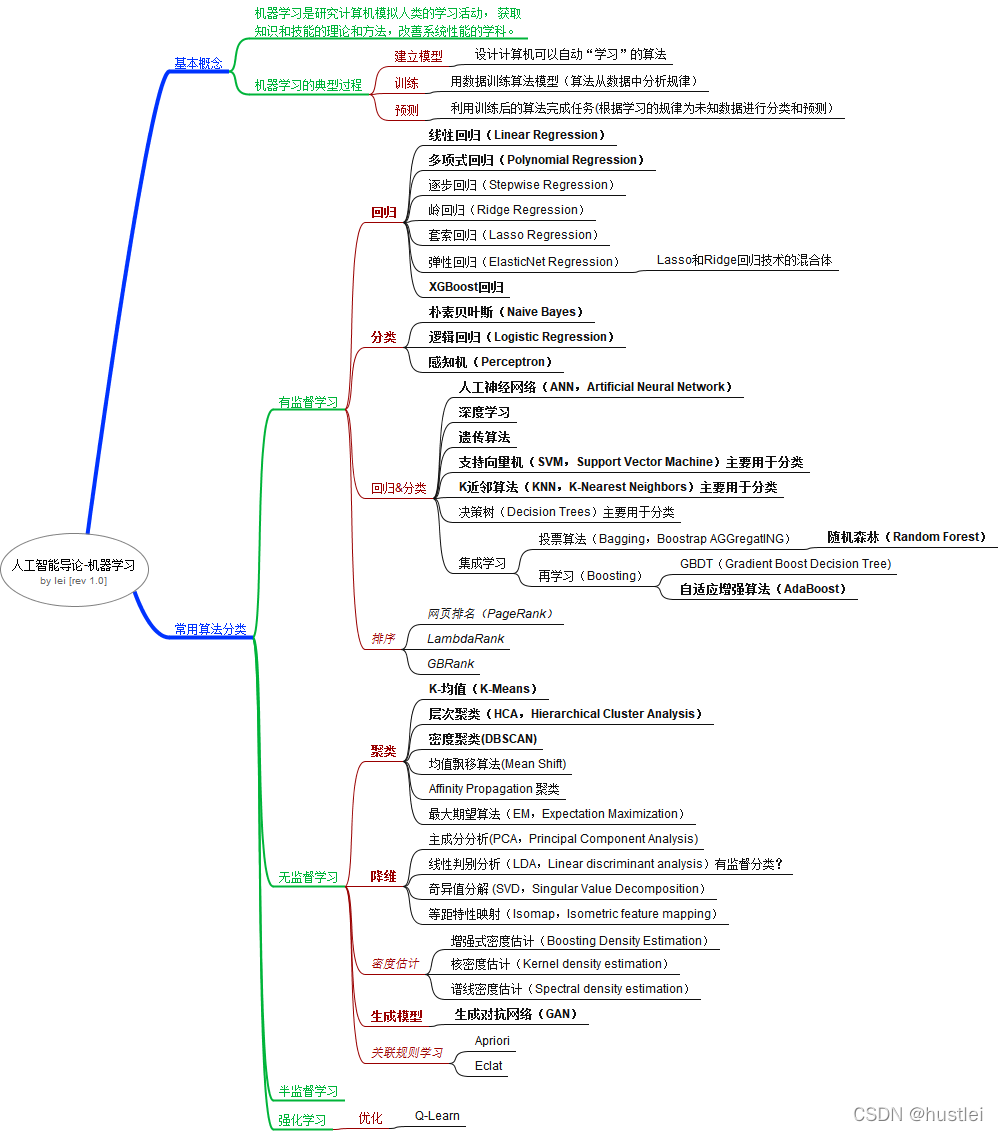 机器学习是研究计算机模拟人类的学习活动， 获取
知识和技能的理论和方法，改善系统性能的学科。
基本概念
机器学习的典型过程
建立模型
设计计算机可以自动“学习”的算法
训练
用数据训练算法模型（算法从数据中分析规律）
预测
利用训练后的算法完成任务(根据学习的规律为未知数据进行分类和预测）
人工智能导论-机器学习
by lei [rev 1.0]
常用算法分类
有监督学习
回归
线性回归（Linear Regression）
多项式回归（Polynomial Regression）
逐步回归（Stepwise Regression）
岭回归（Ridge Regression）
套索回归（Lasso Regression）
弹性回归（ElasticNet Regression）
Lasso和Ridge回归技术的混合体
XGBoost回归
分类
朴素贝叶斯（Naive Bayes）
逻辑回归（Logistic Regression）
感知机（Perceptron）
回归&分类
人工神经网络（ANN，Artificial Neural Network）
深度学习
遗传算法
支持向量机（ SVM，Support Vector Machine）主要用于分类
K近邻算法（KNN，K-Nearest Neighbors）主要用于分类
决策树（Decision Trees）主要用于分类
集成学习
投票算法（Bagging，Boostrap AGGregatING）
随机森林（Random Forest）
再学习（Boosting）
GBDT（Gradient Boost Decision Tree)
自适应增强算法（AdaBoost）
排序
网页排名（PageRank）
LambdaRank
GBRank
无监督学习
聚类
K-均值（K-Means）
层次聚类（HCA，Hierarchical Cluster Analysis）
密度聚类(DBSCAN)
均值飘移算法(Mean Shift)
Affinity Propagation 聚类
最大期望算法（EM，Expectation Maximization）
降维
主成分分析(PCA，Principal Component Analysis)
线性判别分析（LDA，Linear discriminant analysis）有监督分类？
奇异值分解 (SVD，Singular Value Decomposition）
等距特性映射（Isomap，Isometric feature mapping）
密度估计
增强式密度估计（Boosting Density Estimation）
核密度估计（Kernel density estimation）
谱线密度估计（Spectral density estimation）
生成模型
生成对抗网络（GAN）
关联规则学习
Apriori
Eclat
半监督学习
强化学习
优化
Q-Learn
CSDN @hustlei